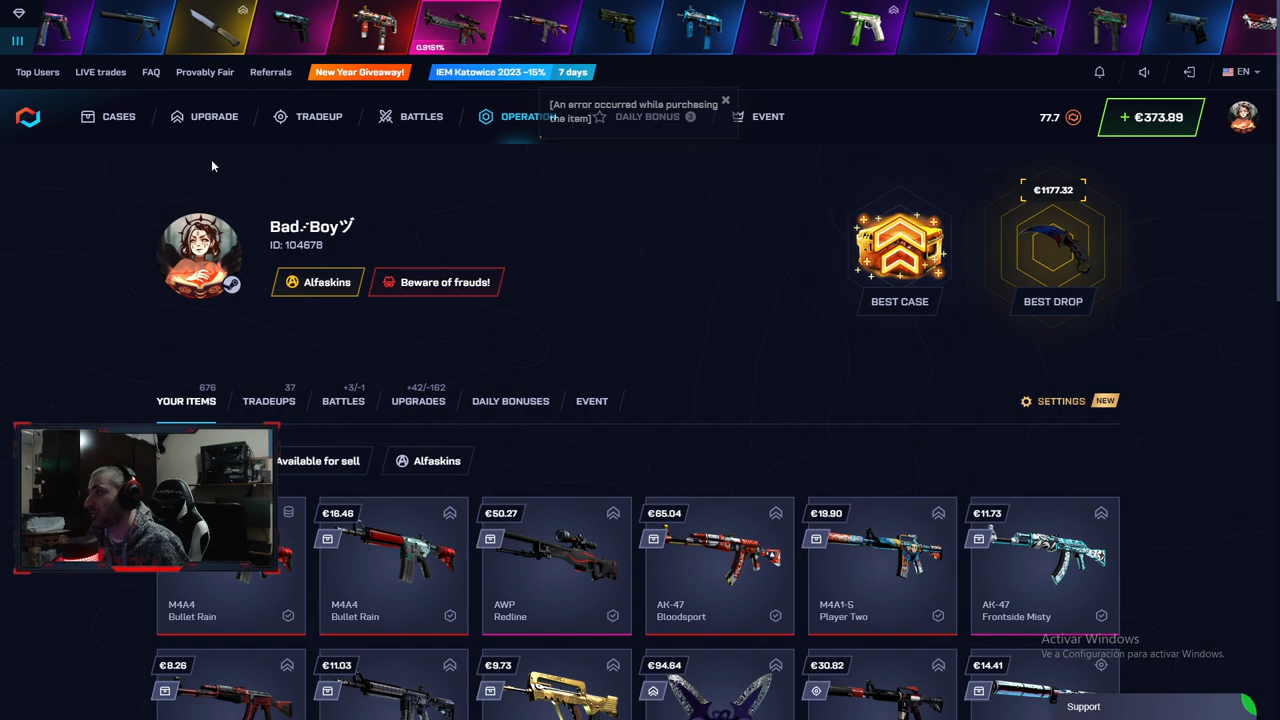 0.9151%
Top Users LIVE trades FAQ Provably Fair Referrals New Year Giveaway! IEM Katowice 2023 -15% 7 days EN
[An error occurred while purchasing the item]
CASES UPGRADE TRADEUP BATTLES OPERATION DAILY BONUS 3 EVENT 77.7 + €373.89
€1177.32
Bad.·Boyヅ
ID: 104678
Alfaskins Beware of frauds!
BEST CASE BEST DROP
676 37 +3/-1 +42/-162
YOUR ITEMS TRADEUPS BATTLES UPGRADES DAILY BONUSES EVENT SETTINGS NEW
Available for sell Alfaskins
€16.46 €50.27 €65.04 €19.90 €11.73
M4A4 M4A4 AWP AK-47 M4A1-S AK-47
Bullet Rain Bullet Rain Redline Bloodsport Player Two Frontside Misty
Activar Windows
Ve a Configuración para activar Windows.
€8.26 €11.03 €9.73 €94.64 €30.82 €14.41
Support